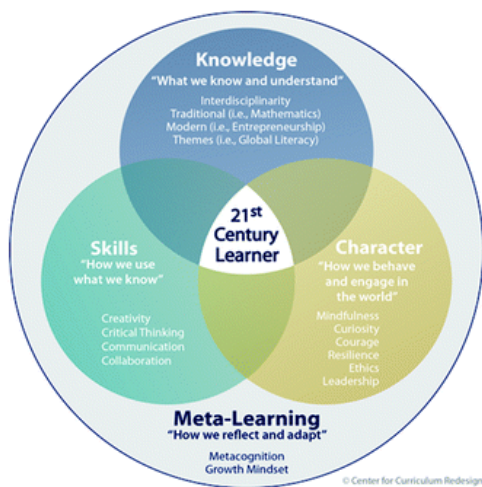 Knowledge
“What we know and understand”
Interdisciplinarity
Traditional (i.e., Mathematics)
Modern (i.e., Entrepreneurship)
Themes (i.e., Global Literacy)
21st
Century
Learner
Skills
“How we use
what we know”
Creativity
Critical Thinking
Communication
Collaboration
Character
“How we behave
and engage in
the world”
Mindfulness
Curiosity
Courage
Resilience
Ethics
Leadership
Meta-Learning
“How we reflect and adapt”
Metacognition
Growth Mindset
© Center for Curriculum Redesign